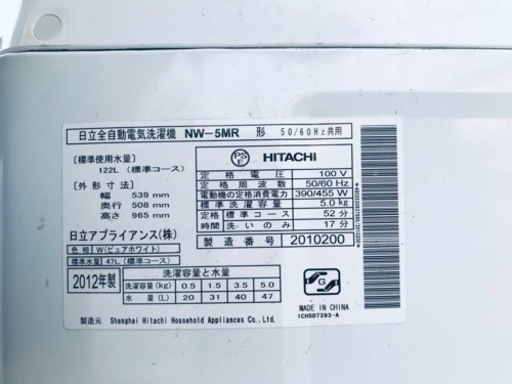 日立全自動電気洗濯機 NW-5MR 形 50/60Hz共用
〔標準使用水量〕
122L (標準コース)
〔外形寸法〕
幅 539 mm
奥行 508 mm
高さ 965 mm
日立アプライアンス(株)
色相 W(ピュアホワイト)
標準水量 47L (標準コース)
PSE HITACHI
定格電圧 100 V
定格周波数 50/60 Hz
電動機の定格消費電力 390/455 W
標準洗濯容量 5.0 kg
定格 標準コース 52 分
時間 洗いのみ 17 分
製造番号 2010200
2012年製
洗濯容量と水量
洗濯容量(kg) 0.5 1.5 3.5 5.0
水量(L) 20 31 40 47
製造元 Shanghai Hitachi Household Appliances Co., Ltd.
MADE IN CHINA
1CHSD7263-A